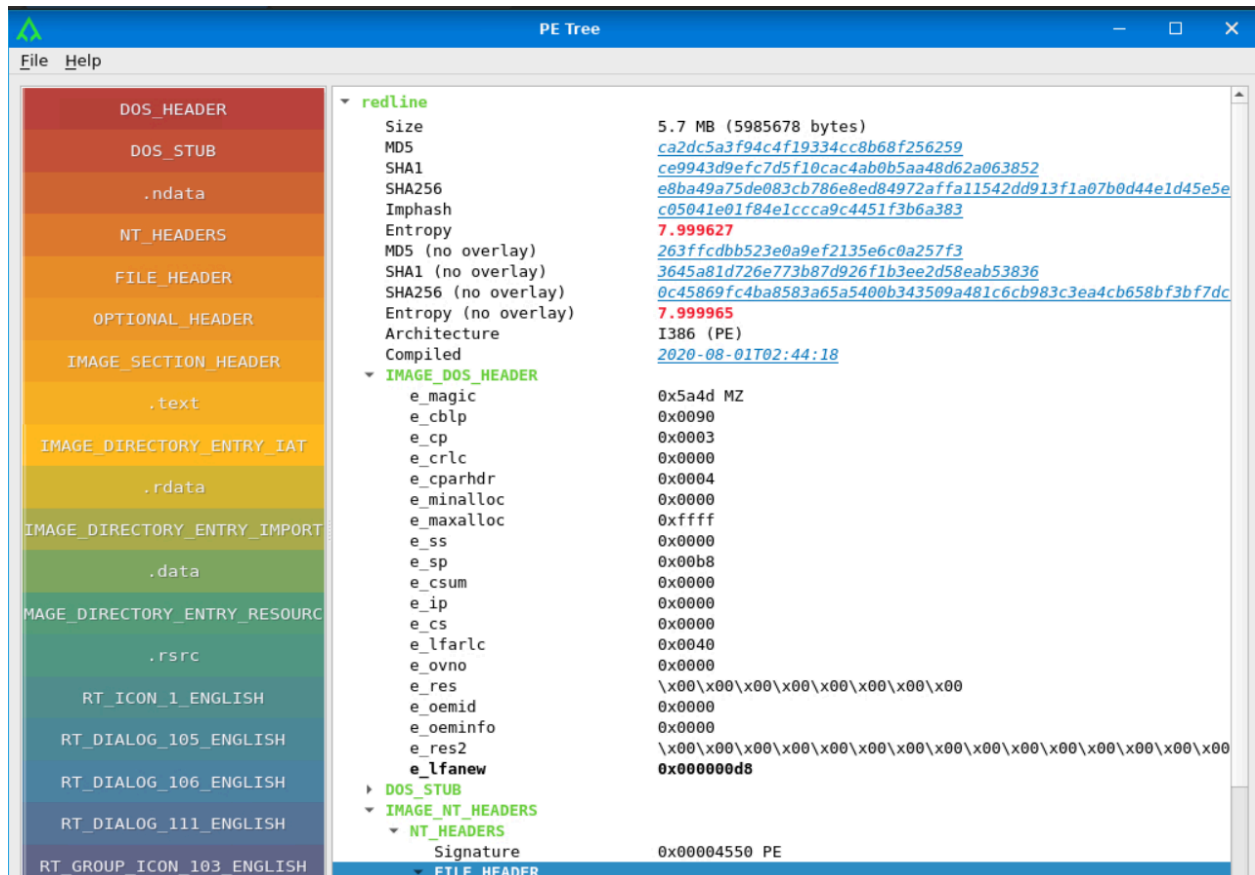 PE Tree
File Help
DOS_HEADER
DOS_STUB
.ndata
NT_HEADERS
FILE_HEADER
OPTIONAL_HEADER
IMAGE_SECTION_HEADER
.text
IMAGE_DIRECTORY_ENTRY_IAT
.rdata
IMAGE_DIRECTORY_ENTRY_IMPORT
.data
MAGE_DIRECTORY_ENTRY_RESOURC
.rsrc
RT_ICON_1_ENGLISH
RT_DIALOG_105_ENGLISH
RT_DIALOG_106_ENGLISH
RT_DIALOG_111_ENGLISH
RT_GROUP_ICON_103_ENGLISH
redline
Size 5.7 MB (5985678 bytes)
MD5 ca2dc5a3f94c4f19334cc8b68f256259
SHA1 ce9943d9efc7d5f10cac4ab0b5aa48d62a063852
SHA256 e8ba49a75de083cb786e8ed84972affa11542dd913f1a07b0d44e1d45e5e
Imphash c05041e01f84e1ccca9c4451f3b6a383
Entropy 7.999627
MD5 (no overlay) 263ffcdbb523e0a9ef2135e6c0a257f3
SHA1 (no overlay) 3645a81d726e773b87d926f1b3ee2d58eab53836
SHA256 (no overlay) 0c45869fc4ba8583a65a5400b343509a481c6cb983c3ea4cb658bf3bf7dc
Entropy (no overlay) 7.999965
Architecture I386 (PE)
Compiled 2020-08-01T02:44:18
IMAGE_DOS_HEADER
e_magic 0x5a4d MZ
e_cblp 0x0090
e_cp 0x0003
e_crlc 0x0000
e_cparhdr 0x0004
e_minalloc 0x0000
e_maxalloc 0xffff
e_ss 0x0000
e_sp 0x00b8
e_csum 0x0000
e_ip 0x0000
e_cs 0x0000
e_lfarlc 0x0040
e_ovno 0x0000
e_res \x00\x00\x00\x00\x00\x00\x00\x00
e_oemid 0x0000
e_oeminfo 0x0000
e_res2 \x00\x00\x00\x00\x00\x00\x00\x00\x00\x00\x00\x00\x00\x00\x00
e_lfanew 0x000000d8
DOS_STUB
IMAGE_NT_HEADERS
NT_HEADERS
Signature 0x00004550 PE
FILE_HEADER